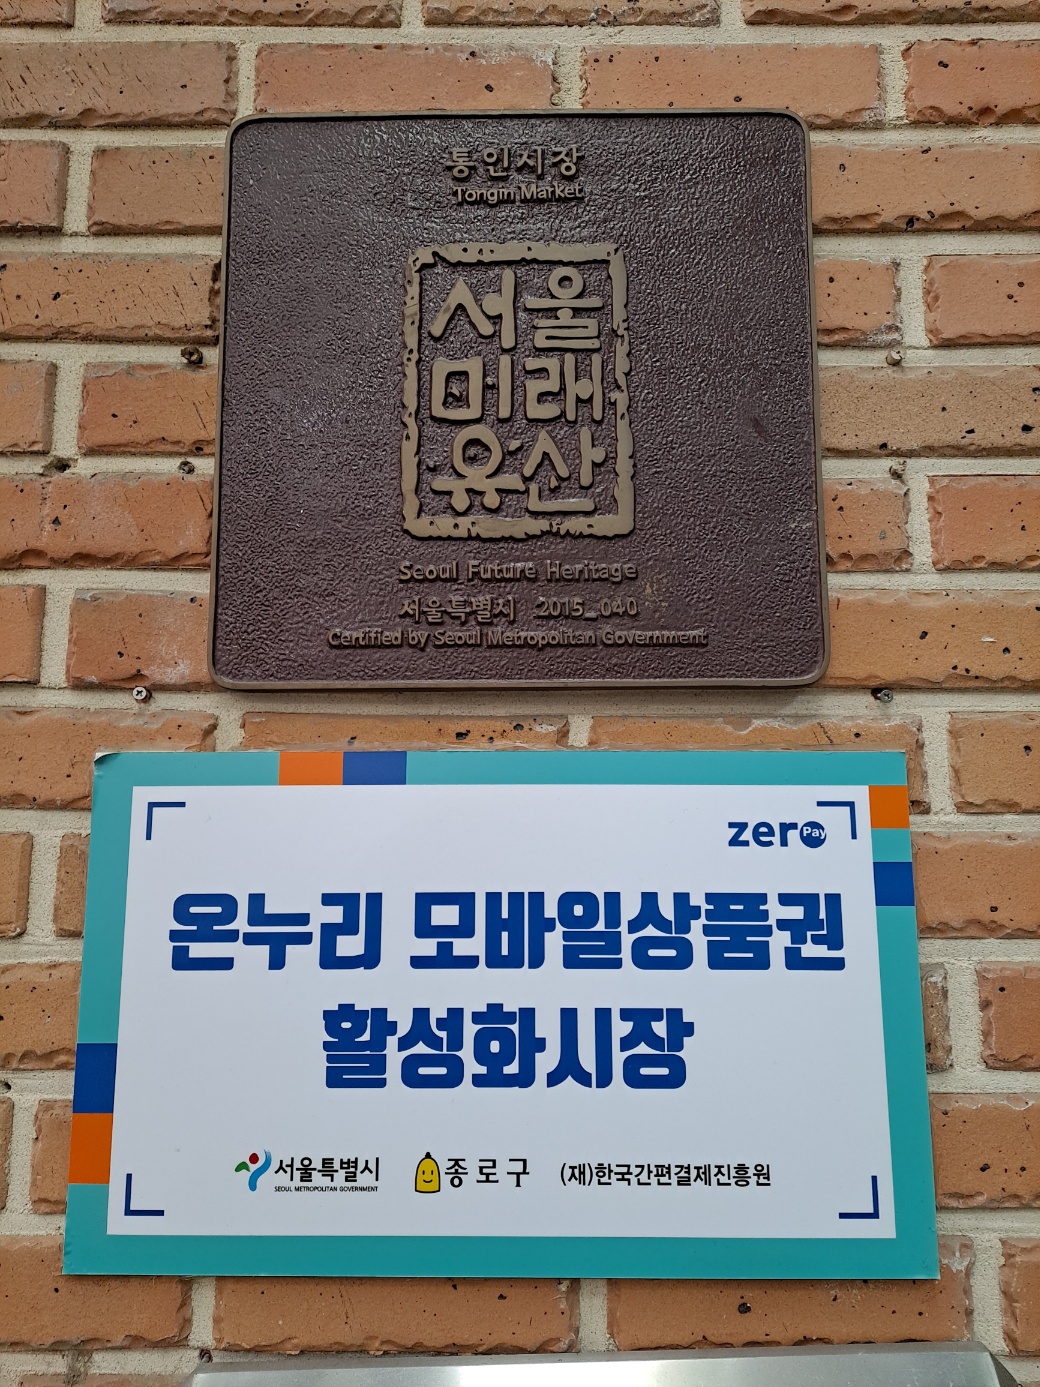 통인시장
Tongin Market
서울
미래
유산
Seoul Future Heritage
서울특별시 2015_040
Certified by Seoul Metropolitan Government
zero Pay
온누리 모바일상품권
활성화시장
서울특별시
SEOUL METROPOLITAN GOVERNMENT
종로구
(재)한국간편결제진흥원